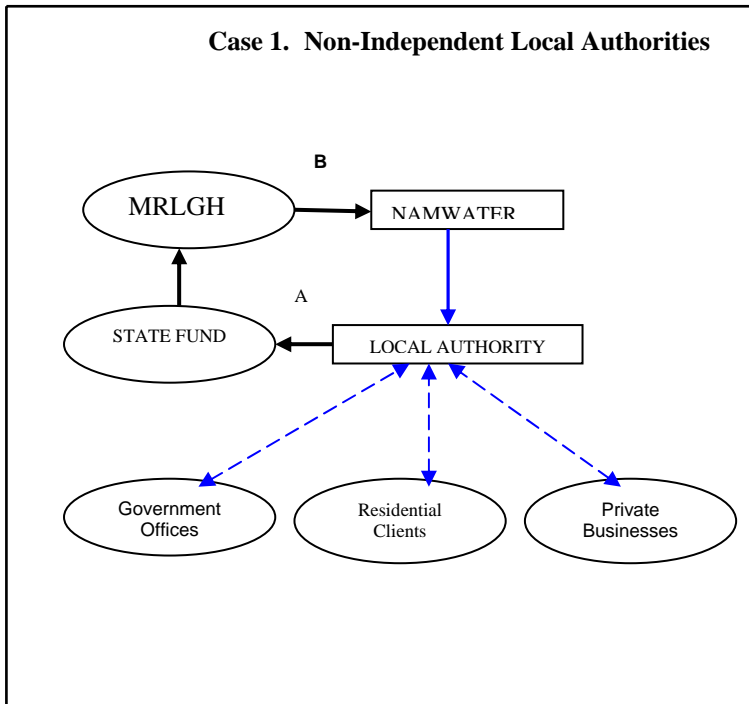 Case 1. Non-Independent Local Authorities
B
MRLGH
NAMWATER
A
STATE FUND
LOCAL AUTHORITY
Government
Offices
Residential
Clients
Private
Businesses